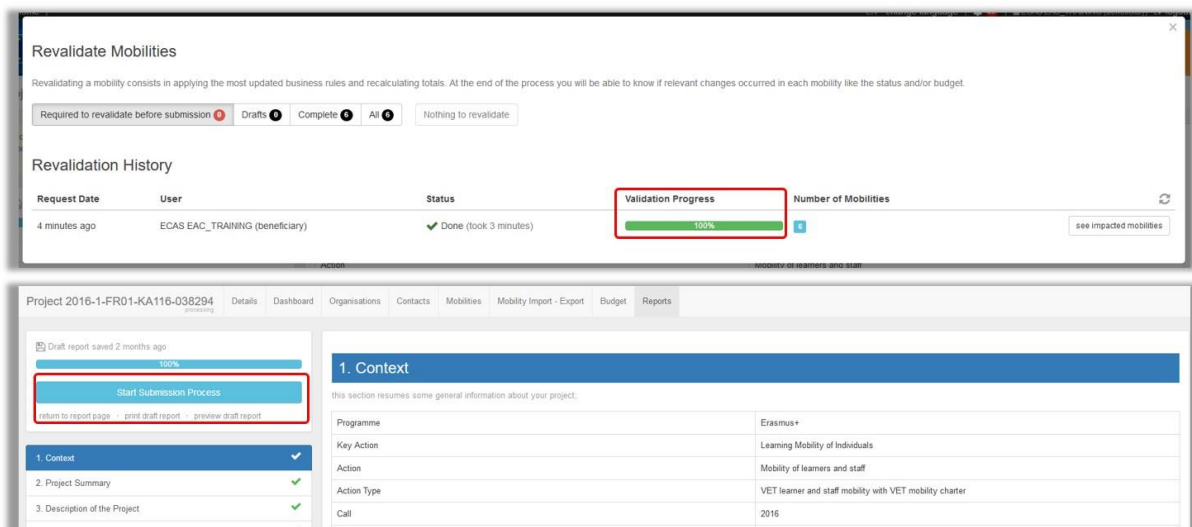 Revalidate Mobilities
Revalidating a mobility consists in applying the most updated business rules and recalculating totals. At the end of the process you will be able to know if relevant changes occurred in each mobility like the status and/or budget.
Required to revalidate before submission 0 Drafts 0 Complete 6 All 6 Nothing to revalidate
Revalidation History
Request Date User Status Validation Progress Number of Mobilities
4 minutes ago ECAS EAC_TRAINING (beneficiary) Done (took 3 minutes) 100% 6 see impacted mobilities
Action Mobility of learners and staff
Project 2016-1-FR01-KA116-038294 Details Dashboard Organisations Contacts Mobilities Mobility Import - Export Budget Reports
processing
Draft report saved 2 months ago
100%
Start Submission Process
return to report page · print draft report · preview draft report
1. Context
2. Project Summary
3. Description of the Project
1. Context
this section resumes some general information about your project;
Programme Erasmus+
Key Action Learning Mobility of Individuals
Action Mobility of learners and staff
Action Type VET learner and staff mobility with VET mobility charter
Call 2016